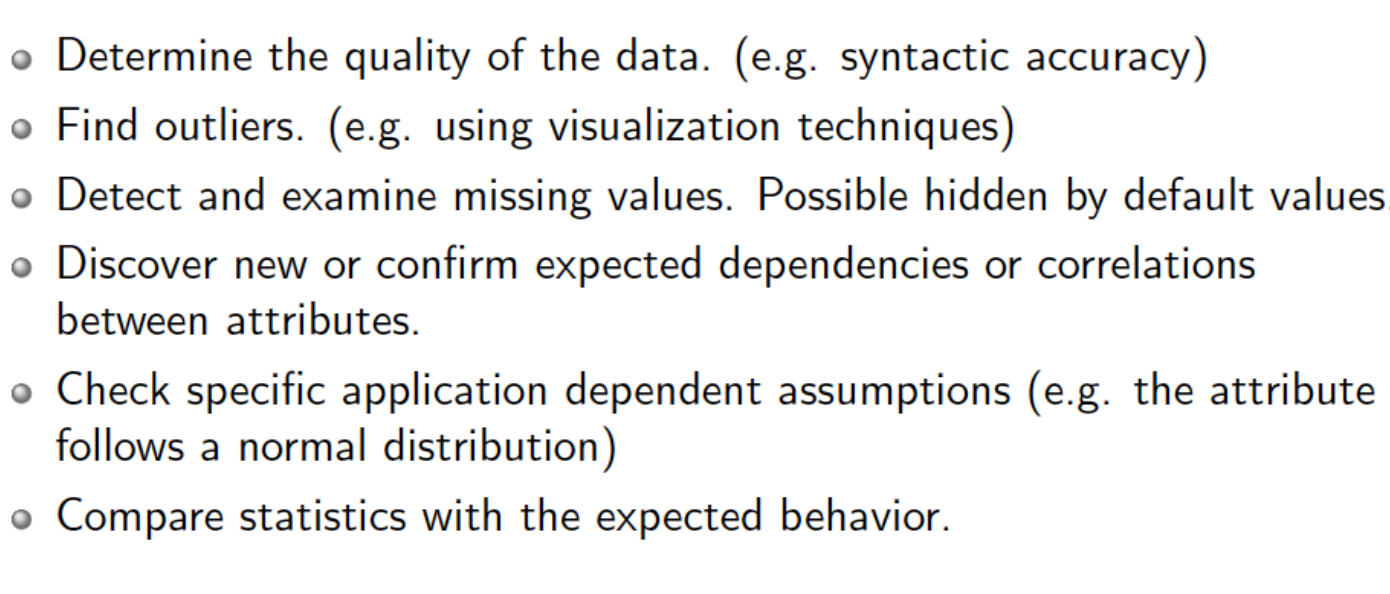 Determine the quality of the data. (e.g. syntactic accuracy)
Find outliers. (e.g. using visualization techniques)
Detect and examine missing values. Possible hidden by default values.
Discover new or confirm expected dependencies or correlations
between attributes.
Check specific application dependent assumptions (e.g. the attribute
follows a normal distribution)
Compare statistics with the expected behavior.